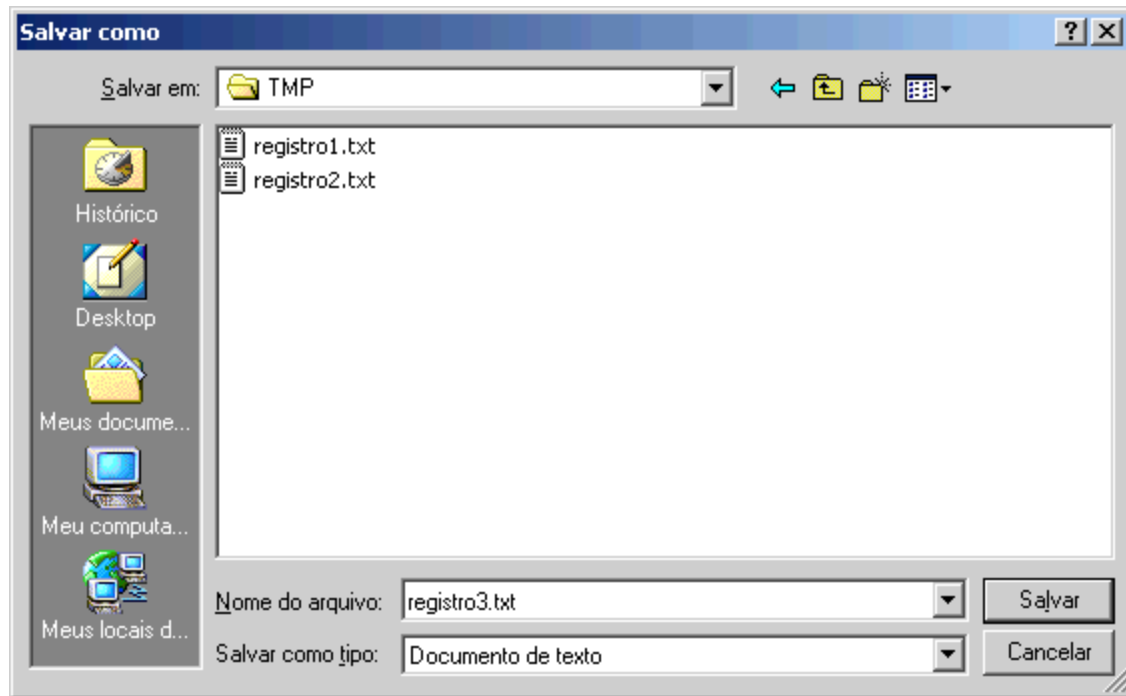 Salvar como
Salvar em: TMP
registro1.txt
registro2.txt
Histórico
Desktop
Meus docume...
Meu computa...
Meus locais d...
Nome do arquivo: registro3.txt Salvar
Salvar como tipo: Documento de texto Cancelar